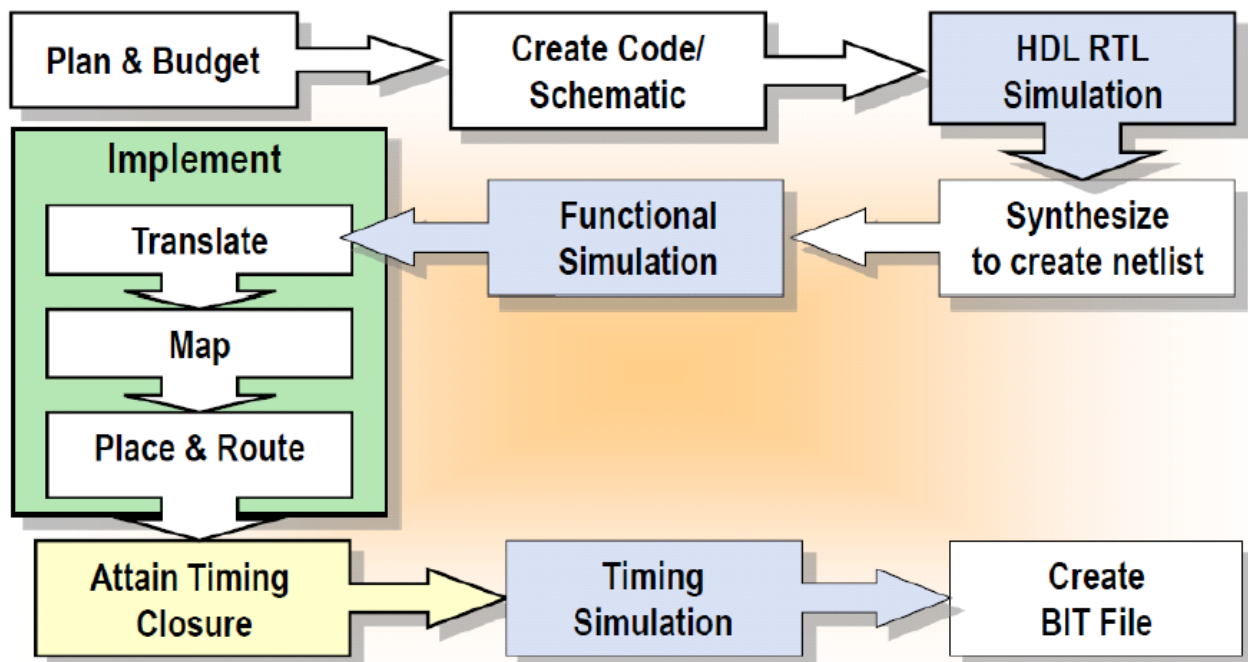 Plan & Budget
Create Code/
Schematic
HDL RTL
Simulation
Implement
Translate
Map
Place & Route
Functional
Simulation
Synthesize
to create netlist
Attain Timing
Closure
Timing
Simulation
Create
BIT File